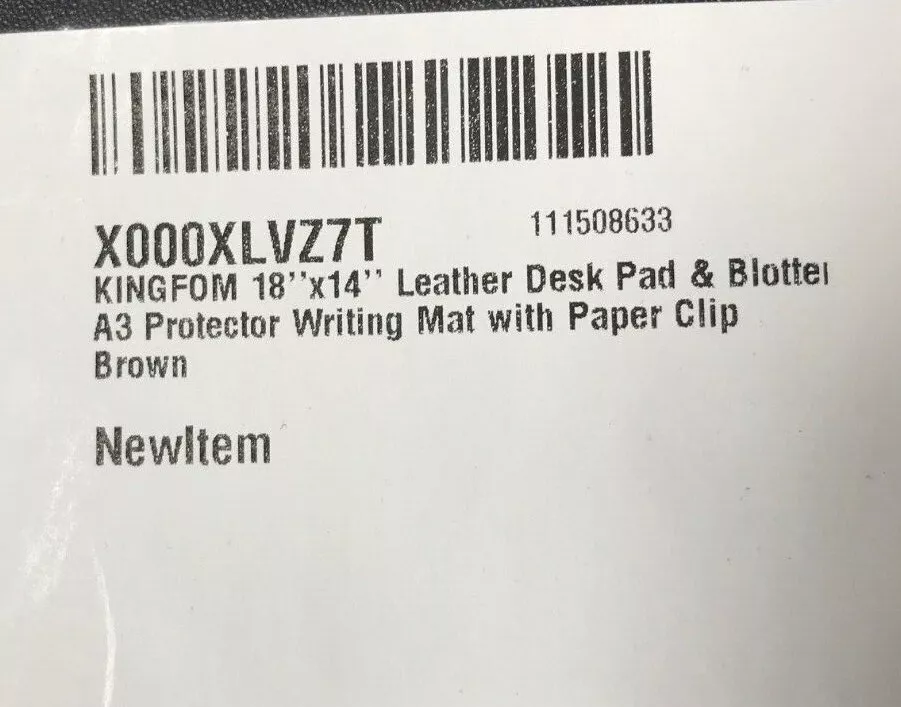 X000XLVZ7T 111508633
KINGFOM 18''x14'' Leather Desk Pad & Blotter
A3 Protector Writing Mat with Paper Clip
Brown
NewItem